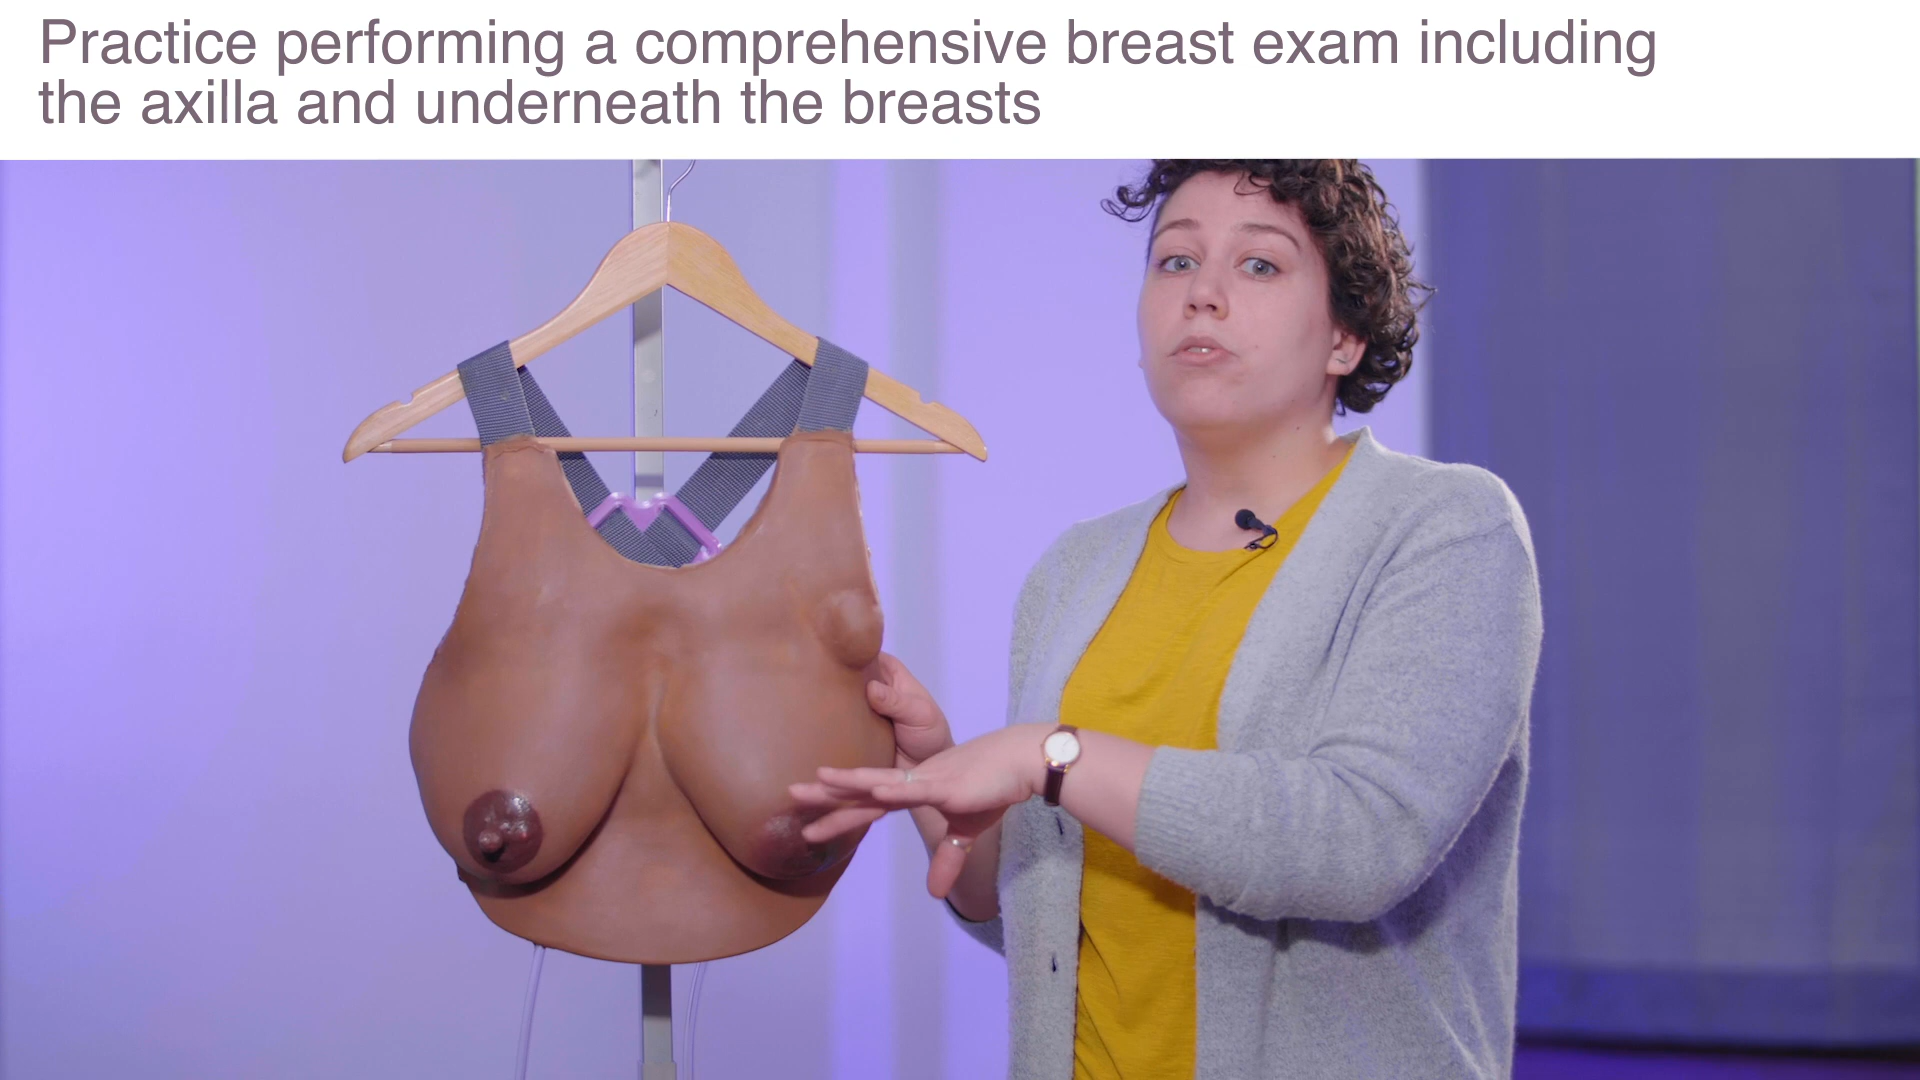 Practice performing a comprehensive breast exam including
the axilla and underneath the breasts